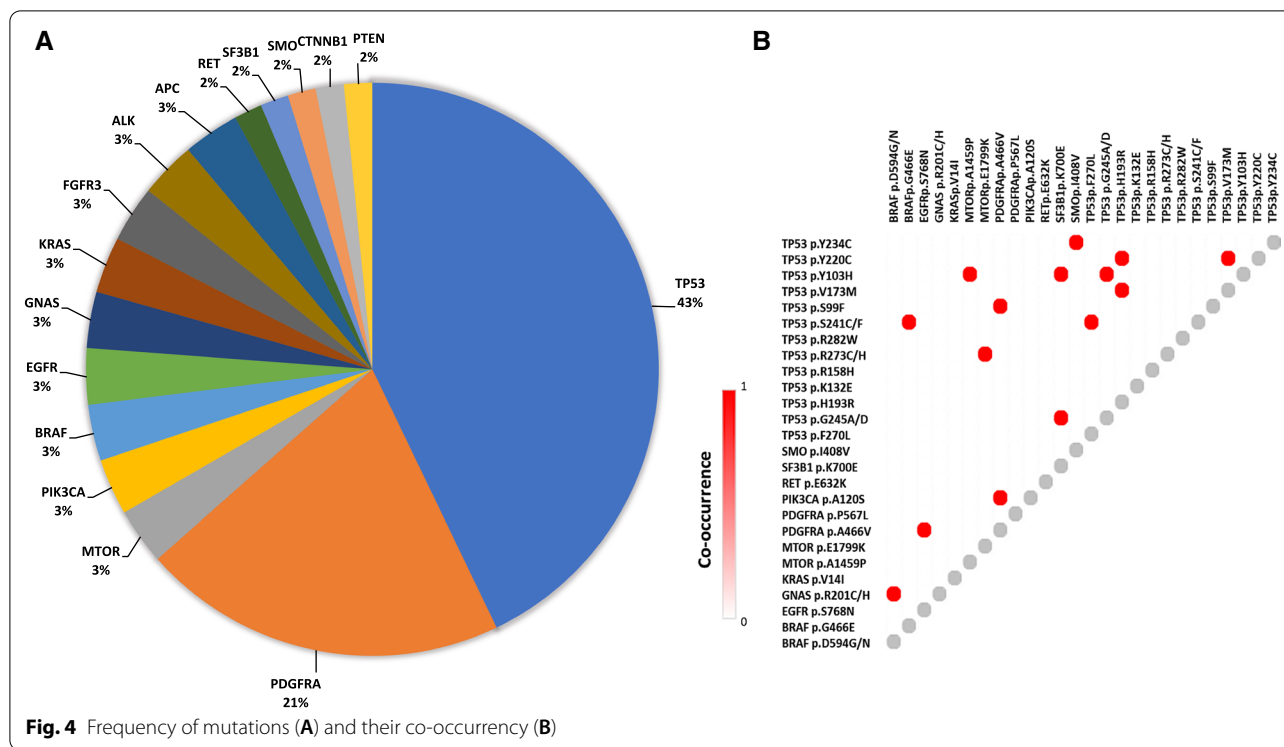 A
TP53
43%
PDGFRA
21%
MTOR
3%
PIK3CA
3%
BRAF
3%
EGFR
3%
GNAS
3%
KRAS
3%
FGFR3
3%
ALK
3%
APC
3%
RET
2%
SF3B1
2%
SMO
2%
CTNNB1
2%
PTEN
2%
B
BRAF p.D594G/N
BRAFp.G466E
EGFRp.S768N
GNAS p.R201C/H
KRASp.V14I
MTORp.A1459P
MTORp.E1799K
PDGFRAp.A466V
PDGFRAp.P567L
PIK3CAp.A120S
RETp.E632K
SF3B1p.K700E
SMOp.I408V
TP53p.F270L
TP53 p.G245A/D
TP53p.H193R
TP53p.K132E
TP53p.R158H
TP53p.R273C/H
TP53p.R282W
TP53 p.S241C/F
TP53p.S99F
TP53p.V173M
TP53p.Y103H
TP53p.Y220C
TP53p.Y234C
TP53 p.Y234C
TP53 p.Y220C
TP53 p.Y103H
TP53 p.V173M
TP53 p.S99F
TP53 p.S241C/F
TP53 p.R282W
TP53 p.R273C/H
TP53 p.R158H
TP53 p.K132E
TP53 p.H193R
TP53 p.G245A/D
TP53 p.F270L
SMO p.I408V
SF3B1 p.K700E
RET p.E632K
PIK3CA p.A120S
PDGFRA p.P567L
PDGFRA p.A466V
MTOR p.E1799K
MTOR p.A1459P
KRAS p.V14I
GNAS p.R201C/H
EGFR p.S768N
BRAF p.G466E
BRAF p.D594G/N
Co-occurrence
1
0
Fig. 4 Frequency of mutations (A) and their co-occurrency (B)